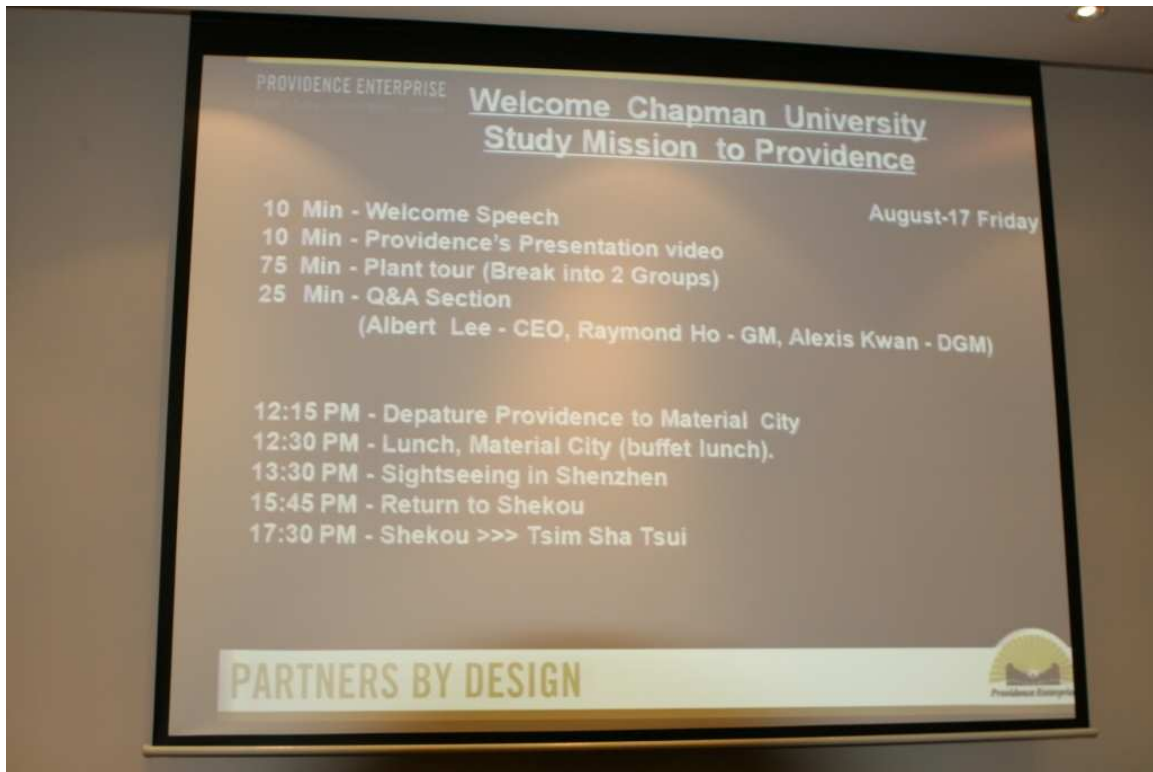 PROVIDENCE ENTERPRISE
Welcome Chapman University
Study Mission to Providence
August-17 Friday
10 Min - Welcome Speech
10 Min - Providence's Presentation video
75 Min - Plant tour (Break into 2 Groups)
25 Min - Q&A Section
(Albert Lee - CEO, Raymond Ho - GM, Alexis Kwan - DGM)
12:15 PM - Depature Providence to Material City
12:30 PM - Lunch, Material City (buffet lunch).
13:30 PM - Sightseeing in Shenzhen
15:45 PM - Return to Shekou
17:30 PM - Shekou >>> Tsim Sha Tsui
PARTNERS BY DESIGN
Providence Enterprise